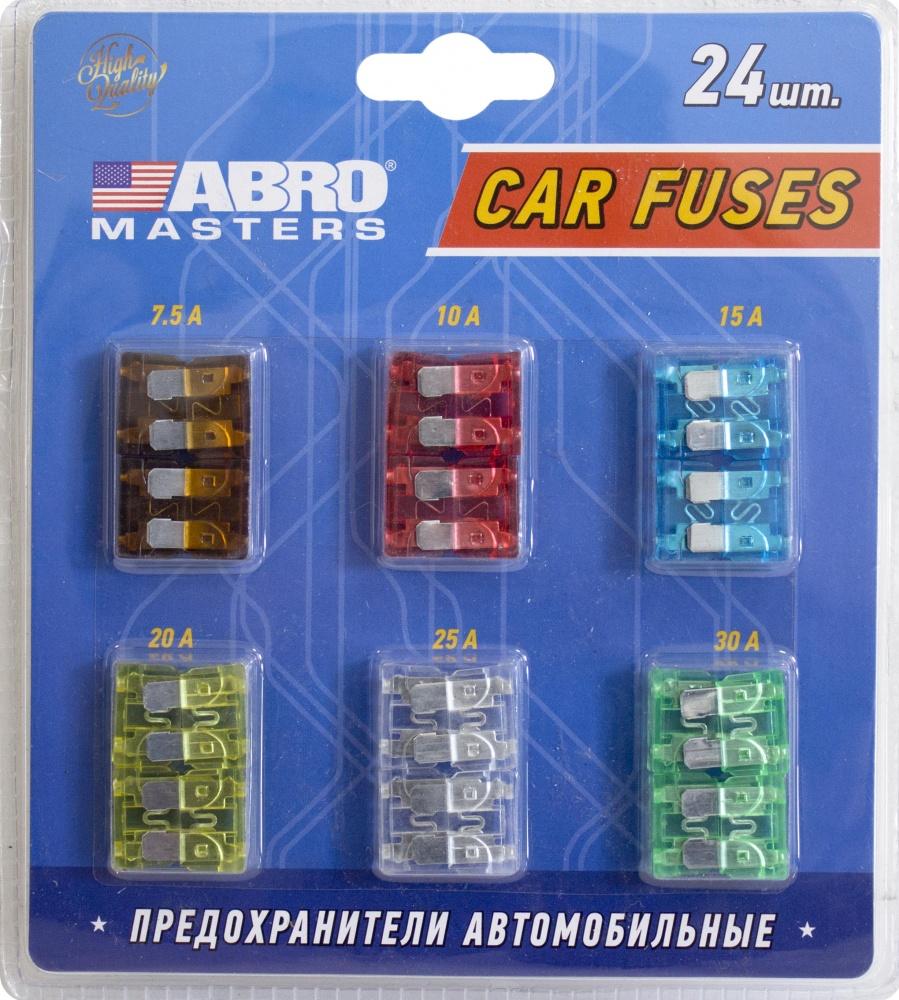 High
Quality
24 шт.
ABRO®
MASTERS
CAR FUSES
7.5 A
10 A
15 A
20 A
25 A
30 A
★ ПРЕДОХРАНИТЕЛИ АВТОМОБИЛЬНЫЕ ★